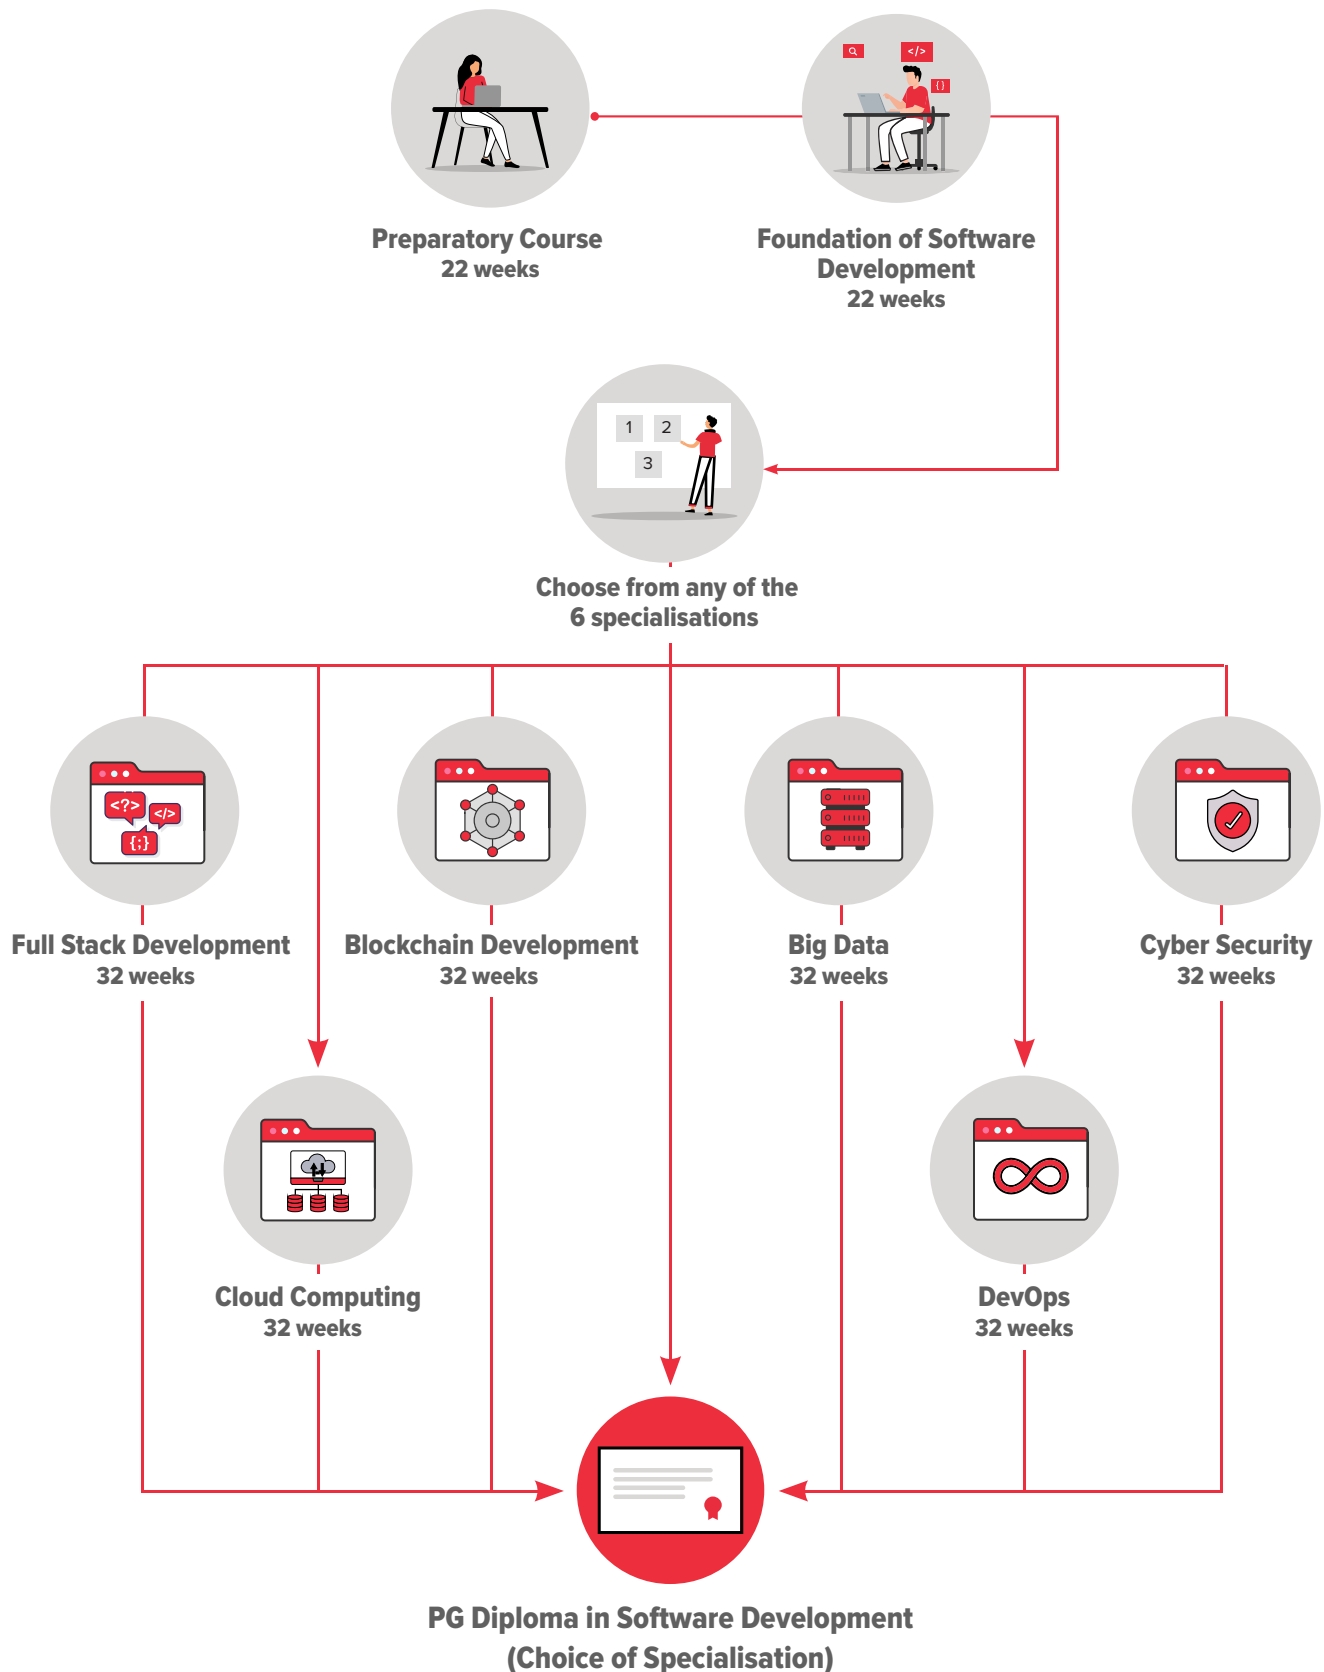 </>
{ }
Preparatory Course
22 weeks
Foundation of Software
Development
22 weeks
1 2
3
Choose from any of the
6 specialisations
<?>
</>
{;}
Full Stack Development
32 weeks
Blockchain Development
32 weeks
Big Data
32 weeks
Cyber Security
32 weeks
Cloud Computing
32 weeks
DevOps
32 weeks
PG Diploma in Software Development
(Choice of Specialisation)